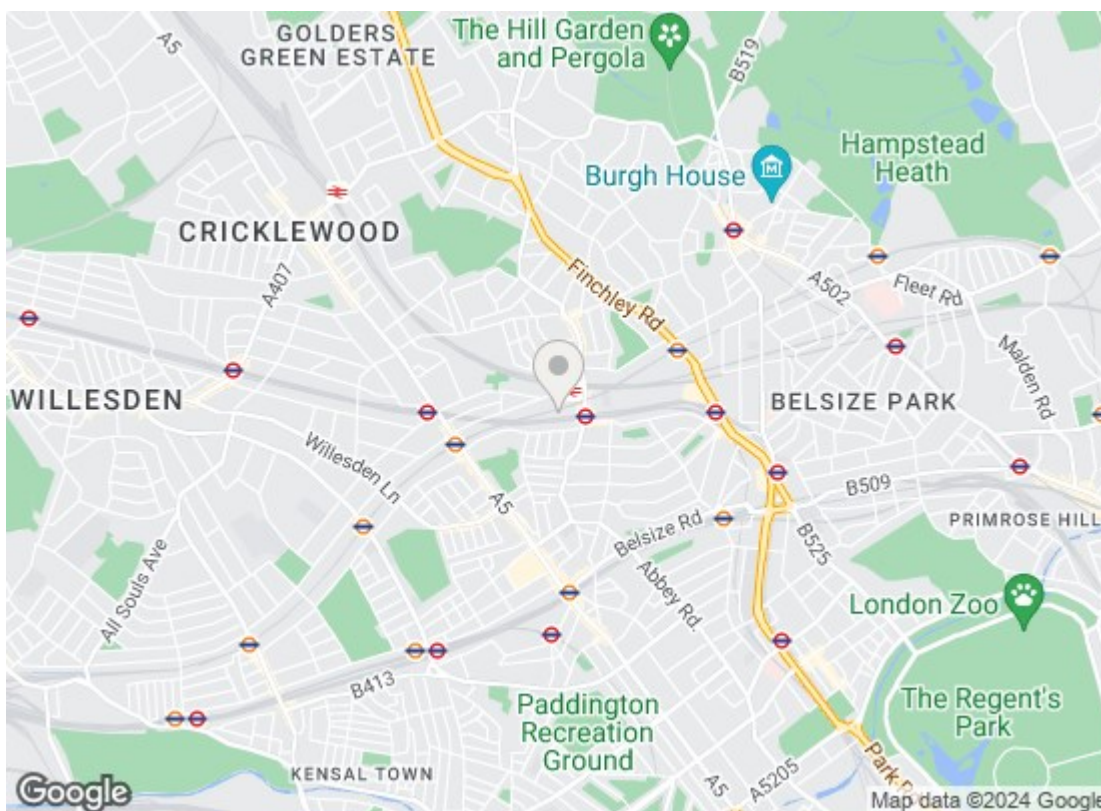 GOLDERS
GREEN ESTATE
A5
The Hill Garden
and Pergola
B519
Hampstead
Heath
Burgh House
CRICKLEWOOD
A407
Finchley Rd
A502
Fleet Rd
Malden Rd
WILLESDEN
BELSIZE PARK
Willesden Ln
A5
B509
Belsize Rd
PRIMROSE HILL
B525
All Souls Ave
Abbey Rd.
London Zoo
B413
Paddington
Recreation
Ground
The Regent's
Park
KENSAL TOWN
A5
A5205
Park
Google
Map data ©2024 Google